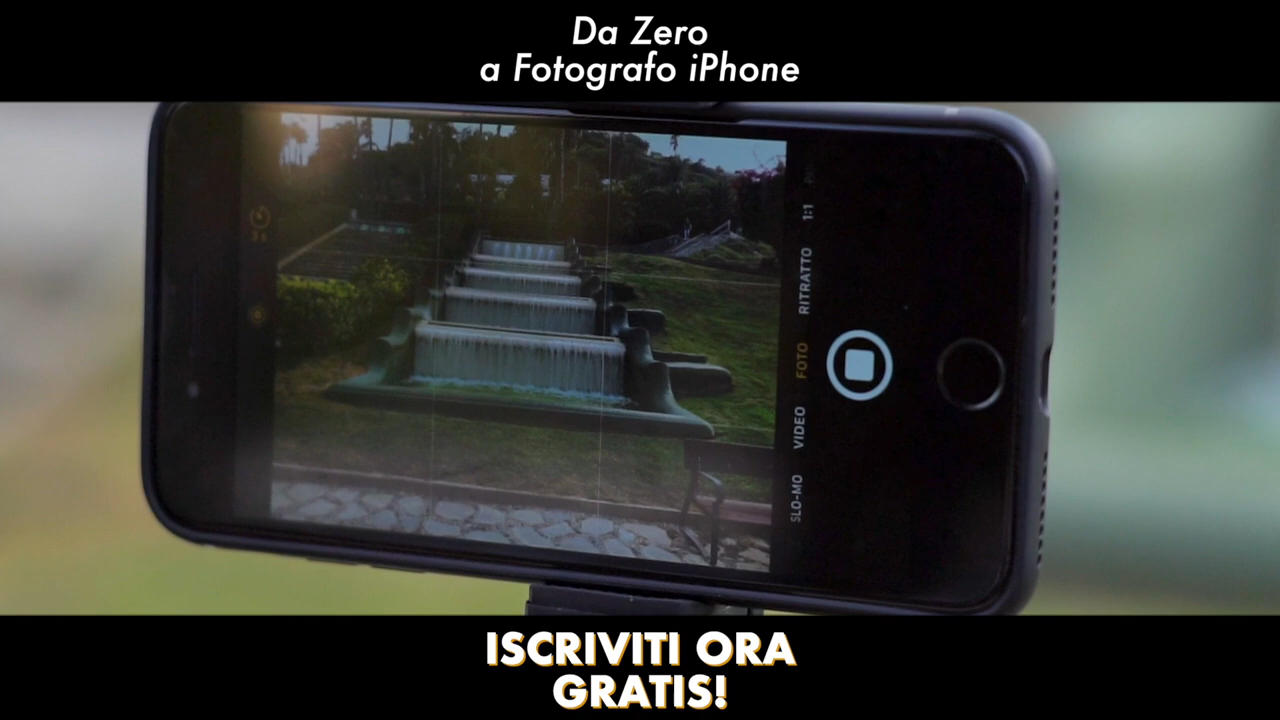 Da Zero
a Fotografo iPhone
1:1
RITRATTO
FOTO
VIDEO
SLO-MO
ISCRIVITI ORA
GRATIS!